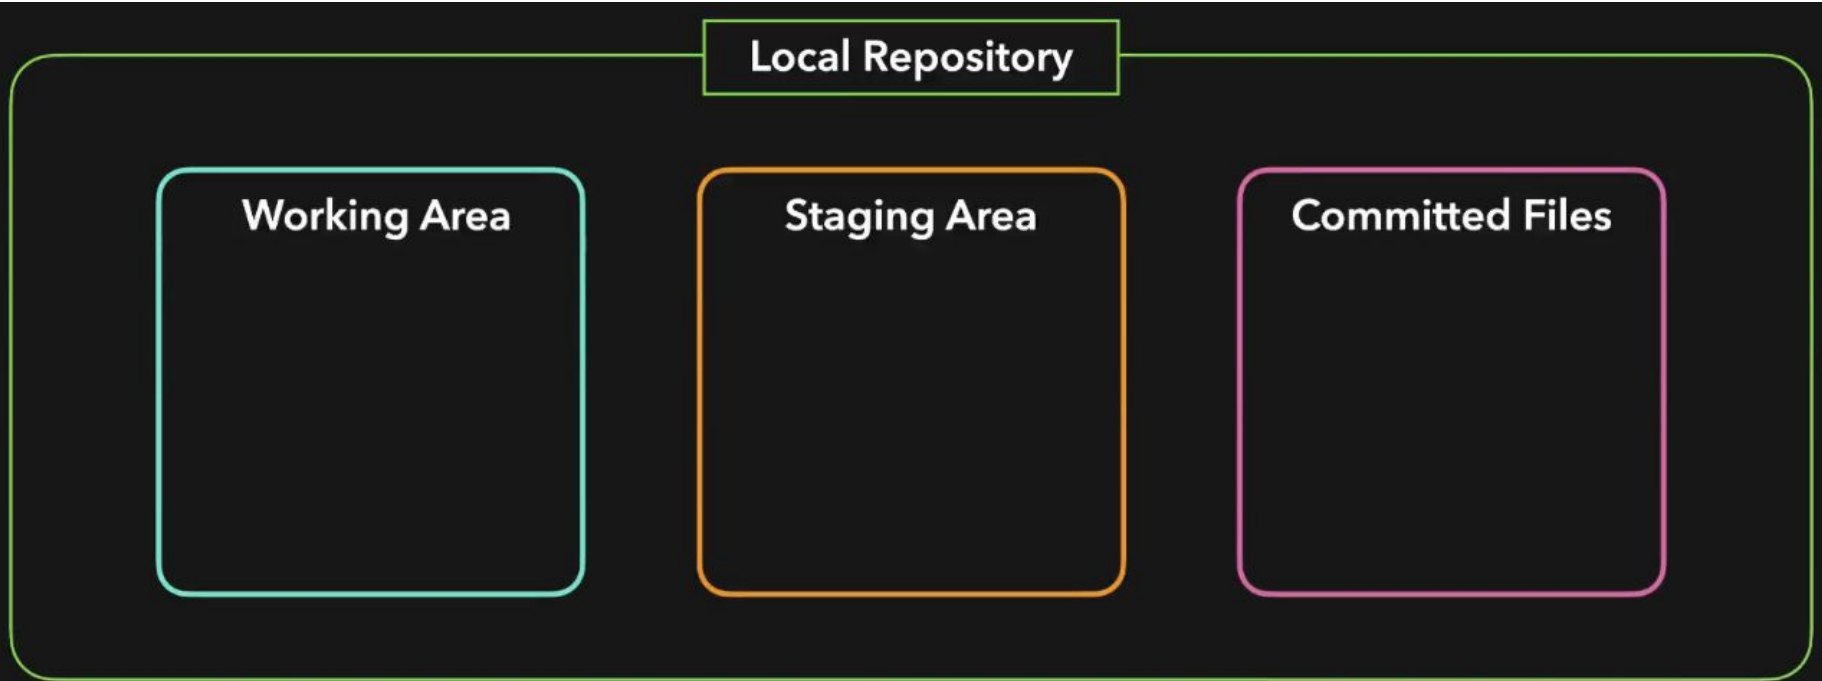 Local Repository
Working Area
Staging Area
Committed Files